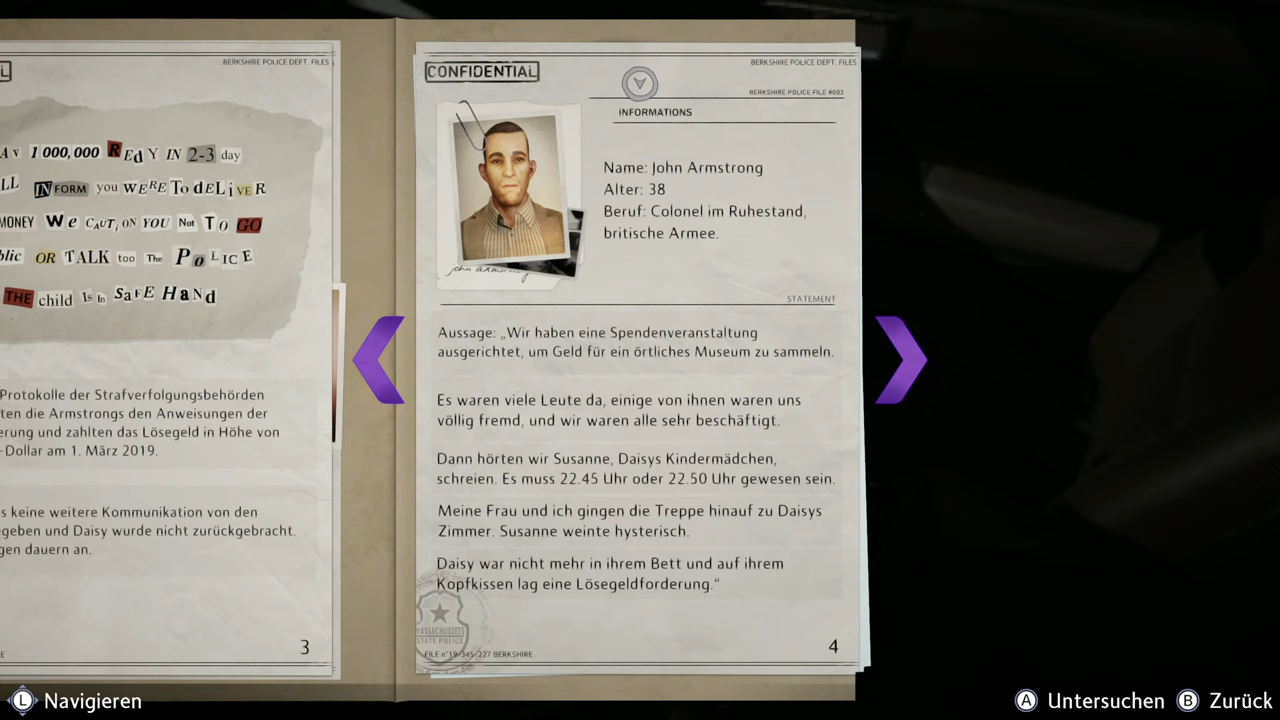 BERKSHIRE POLICE DEPT. FILES
1000,000 REdY IN 2-3 day
INFORM you WERE To dELiVER
MONEY We CAUTION YOU Not To GO
OR TALK too The PoLICE
THE child Is In SaFE HaNd
Protokolle der Strafverfolgungsbehörden
ten die Armstrongs den Anweisungen der
erung und zahlten das Lösegeld in Höhe von
-Dollar am 1. März 2019.
s keine weitere Kommunikation von den
egeben und Daisy wurde nicht zurückgebracht.
gen dauern an.
3
CONFIDENTIAL
BERKSHIRE POLICE DEPT. FILES
BERKSHIRE POLICE FILE #003
INFORMATIONS
Name: John Armstrong
Alter: 38
Beruf: Colonel im Ruhestand,
britische Armee.
john armstrong
STATEMENT
Aussage: „Wir haben eine Spendenveranstaltung
ausgerichtet, um Geld für ein örtliches Museum zu sammeln.
Es waren viele Leute da, einige von ihnen waren uns
völlig fremd, und wir waren alle sehr beschäftigt.
Dann hörten wir Susanne, Daisys Kindermädchen,
schreien. Es muss 22.45 Uhr oder 22.50 Uhr gewesen sein.
Meine Frau und ich gingen die Treppe hinauf zu Daisys
Zimmer. Susanne weinte hysterisch.
Daisy war nicht mehr in ihrem Bett und auf ihrem
Kopfkissen lag eine Lösegeldforderung.“
MASSACHUSETTS
STATE POLICE
FILE n°19-345-227 BERKSHIRE
4
L Navigieren
A Untersuchen B Zurück